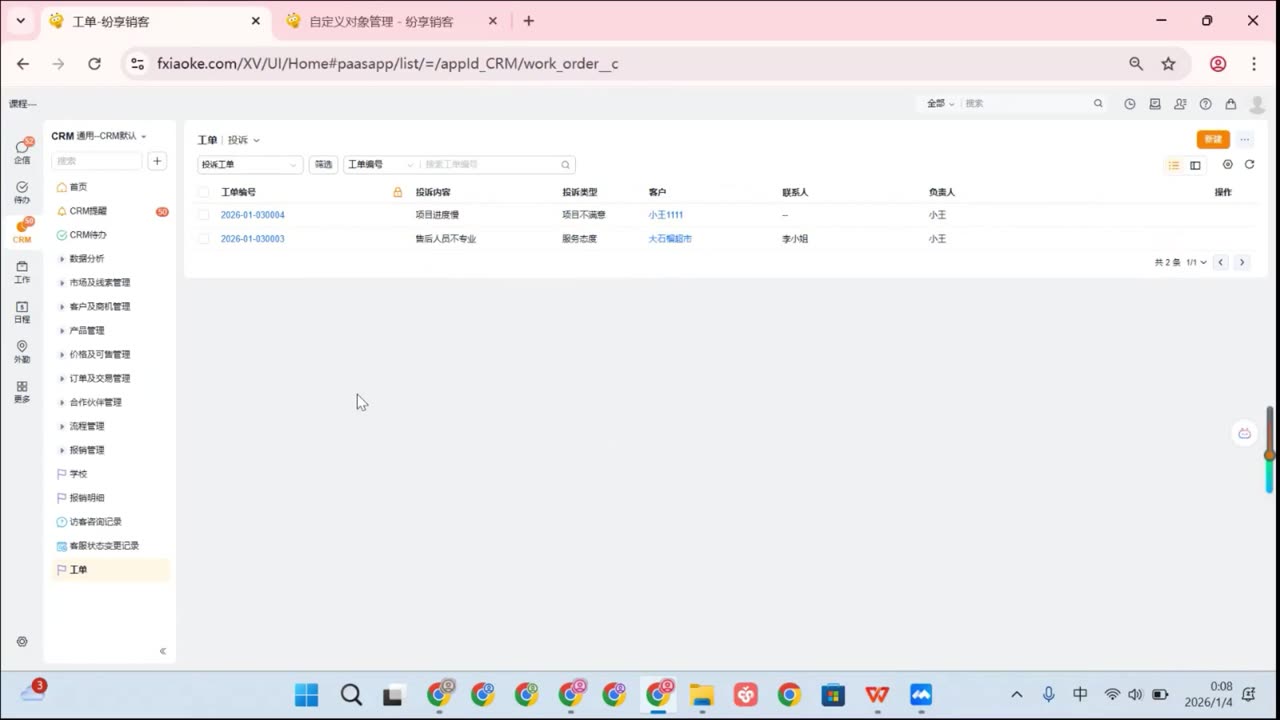 工单-纷享销客
自定义对象管理 - 纷享销客
fxiaoke.com/XV/UI/Home#paasapp/list/=/appId_CRM/work_order__c
课程---
全部
搜索
企信
待办
50
CRM
工作
日程
外勤
更多
CRM 通用--CRM默认
搜索
首页
CRM提醒
50
CRM待办
数据分析
市场及线索管理
客户及商机管理
产品管理
价格及可售管理
订单及交易管理
合作伙伴管理
流程管理
报销管理
学校
报销明细
访客咨询记录
客服状态变更记录
工单
工单 投诉
新建
投诉工单 筛选 工单编号 搜索工单编号
工单编号 投诉内容 投诉类型 客户 联系人 负责人 操作
2026-01-030004 项目进度慢 项目不满意 小王1111 -- 小王
2026-01-030003 售后人员不专业 服务态度 大石榴超市 李小姐 小王
共 2 条 1/1
3
中
0:08
2026/1/4